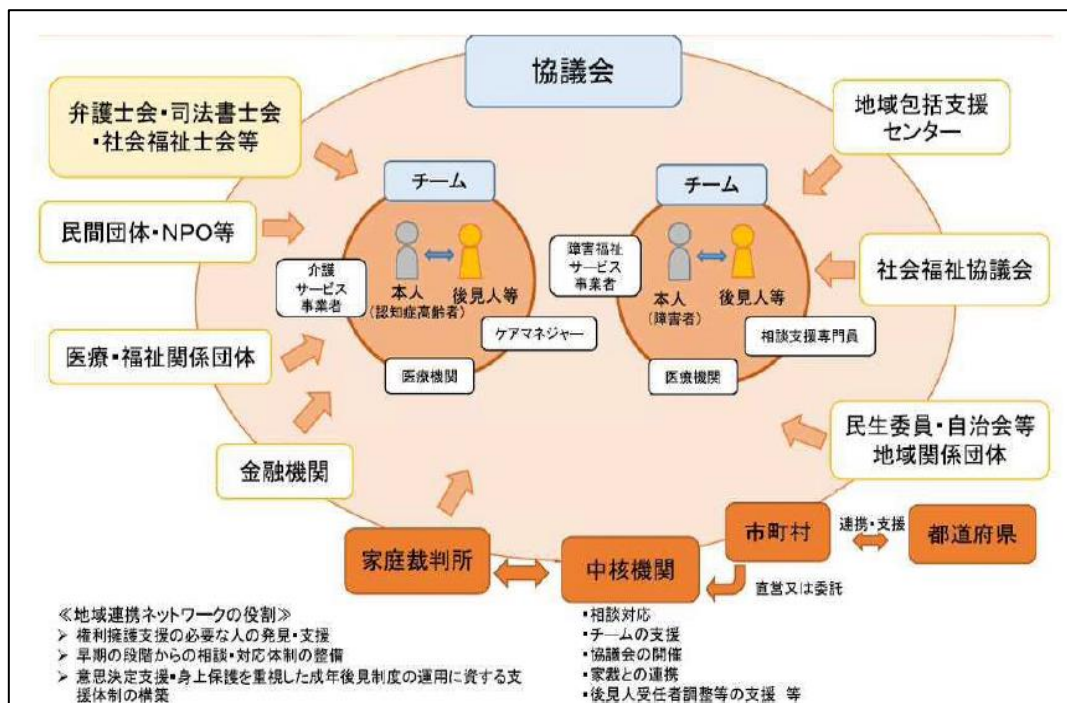 協議会
弁護士会・司法書士会
・社会福祉士会等
民間団体・NPO等
医療・福祉関係団体
金融機関
地域包括支援
センター
社会福祉協議会
民生委員・自治会等
地域関係団体
チーム
介護
サービス
事業者
本人
(認知症高齢者)
後見人等
ケアマネジャー
医療機関
チーム
障害福祉
サービス
事業者
本人
(障害者)
後見人等
相談支援専門員
医療機関
家庭裁判所
中核機関
市町村
連携・支援
都道府県
直営又は委託
≪地域連携ネットワークの役割≫
➢ 権利擁護支援の必要な人の発見・支援
➢ 早期の段階からの相談・対応体制の整備
➢ 意思決定支援・身上保護を重視した成年後見制度の運用に資する支
援体制の構築
・相談対応
・チームの支援
・協議会の開催
・家裁との連携
・後見人受任者調整等の支援 等